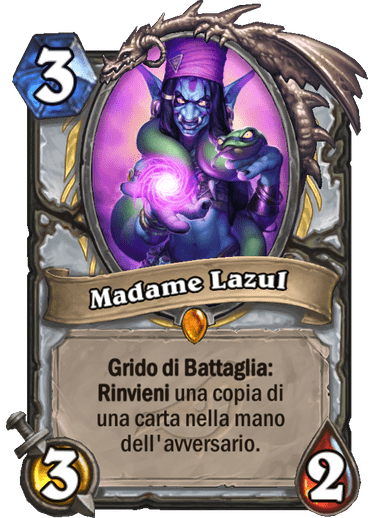 3
Madame Lazul
Grido di Battaglia:
Rinvieni una copia di
una carta nella mano
dell'avversario.
3
2